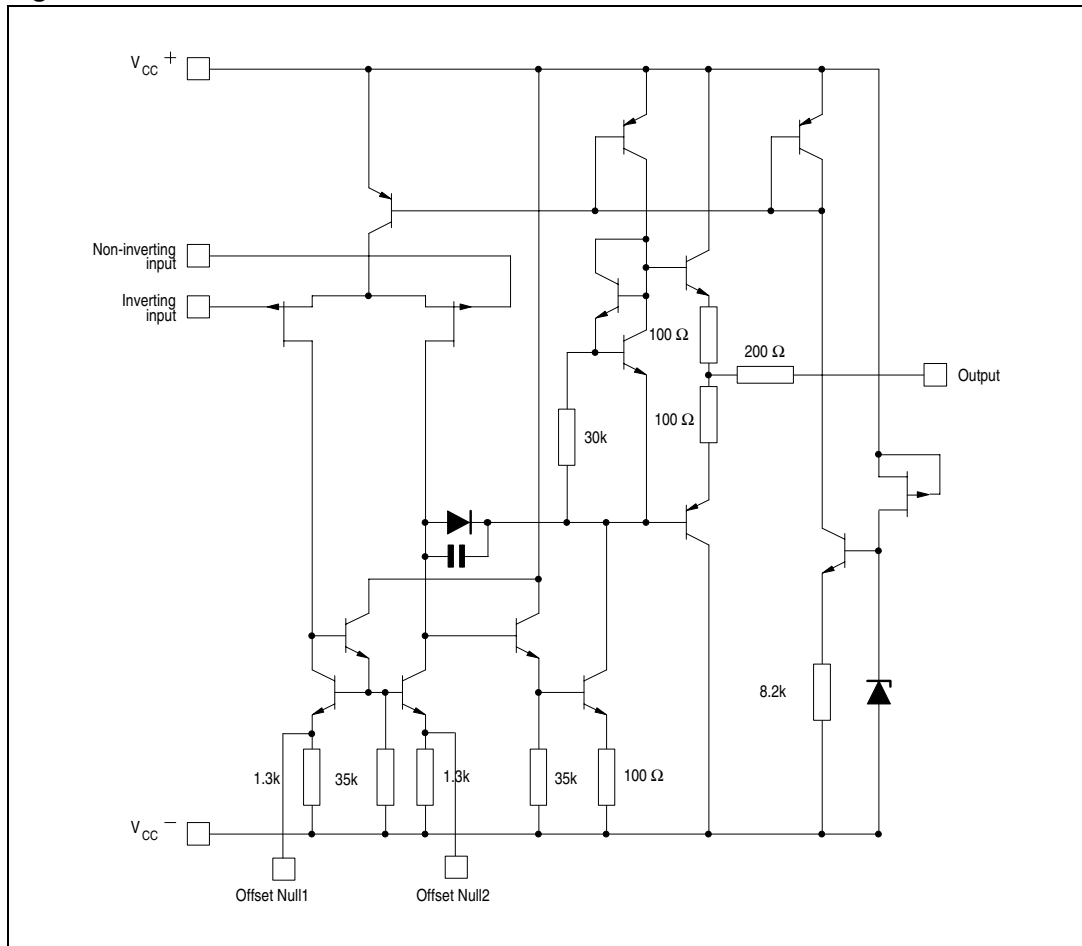 V CC +
Non-inverting
input
Inverting
input
100 Ω
200 Ω
Output
100 Ω
30k
8.2k
1.3k
35k
1.3k
35k
100 Ω
V CC −
Offset Null1
Offset Null2